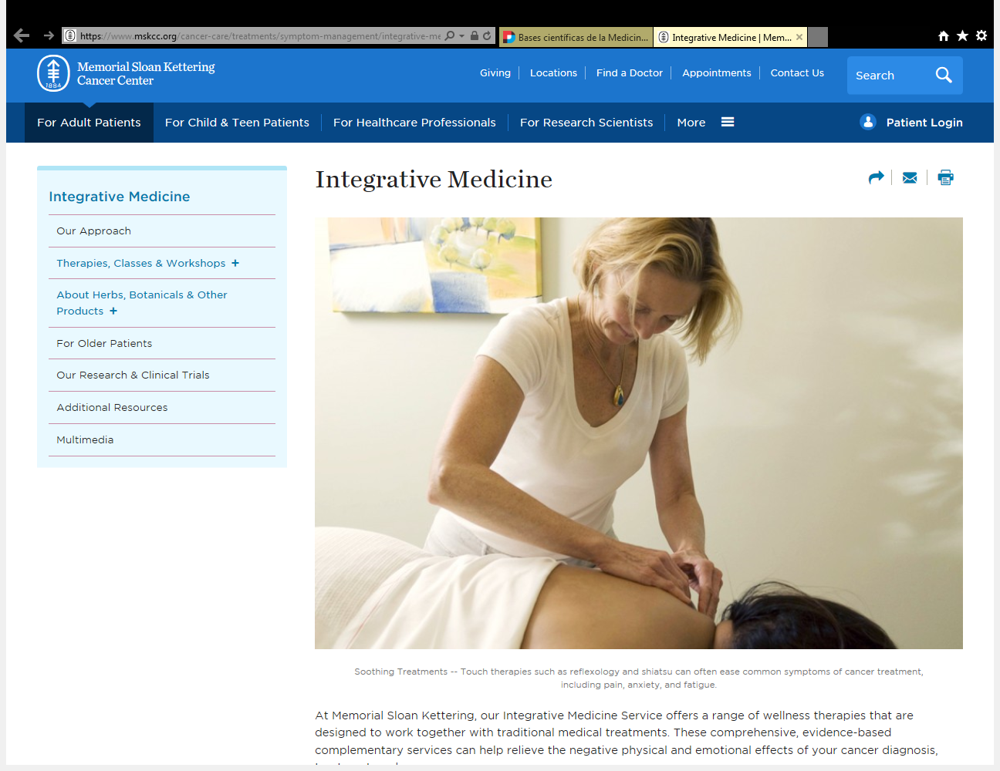 https://www.mskcc.org/cancer-care/treatments/symptom-management/integrative-me
Bases científicas de la Medicin...
Integrative Medicine | Mem...
1884
Memorial Sloan Kettering
Cancer Center
Giving
Locations
Find a Doctor
Appointments
Contact Us
Search
For Adult Patients
For Child & Teen Patients
For Healthcare Professionals
For Research Scientists
More
Patient Login
Integrative Medicine
Our Approach
Therapies, Classes & Workshops +
About Herbs, Botanicals & Other
Products +
For Older Patients
Our Research & Clinical Trials
Additional Resources
Multimedia
Integrative Medicine
Soothing Treatments -- Touch therapies such as reflexology and shiatsu can often ease common symptoms of cancer treatment,
including pain, anxiety, and fatigue.
At Memorial Sloan Kettering, our Integrative Medicine Service offers a range of wellness therapies that are
designed to work together with traditional medical treatments. These comprehensive, evidence-based
complementary services can help relieve the negative physical and emotional effects of your cancer diagnosis,